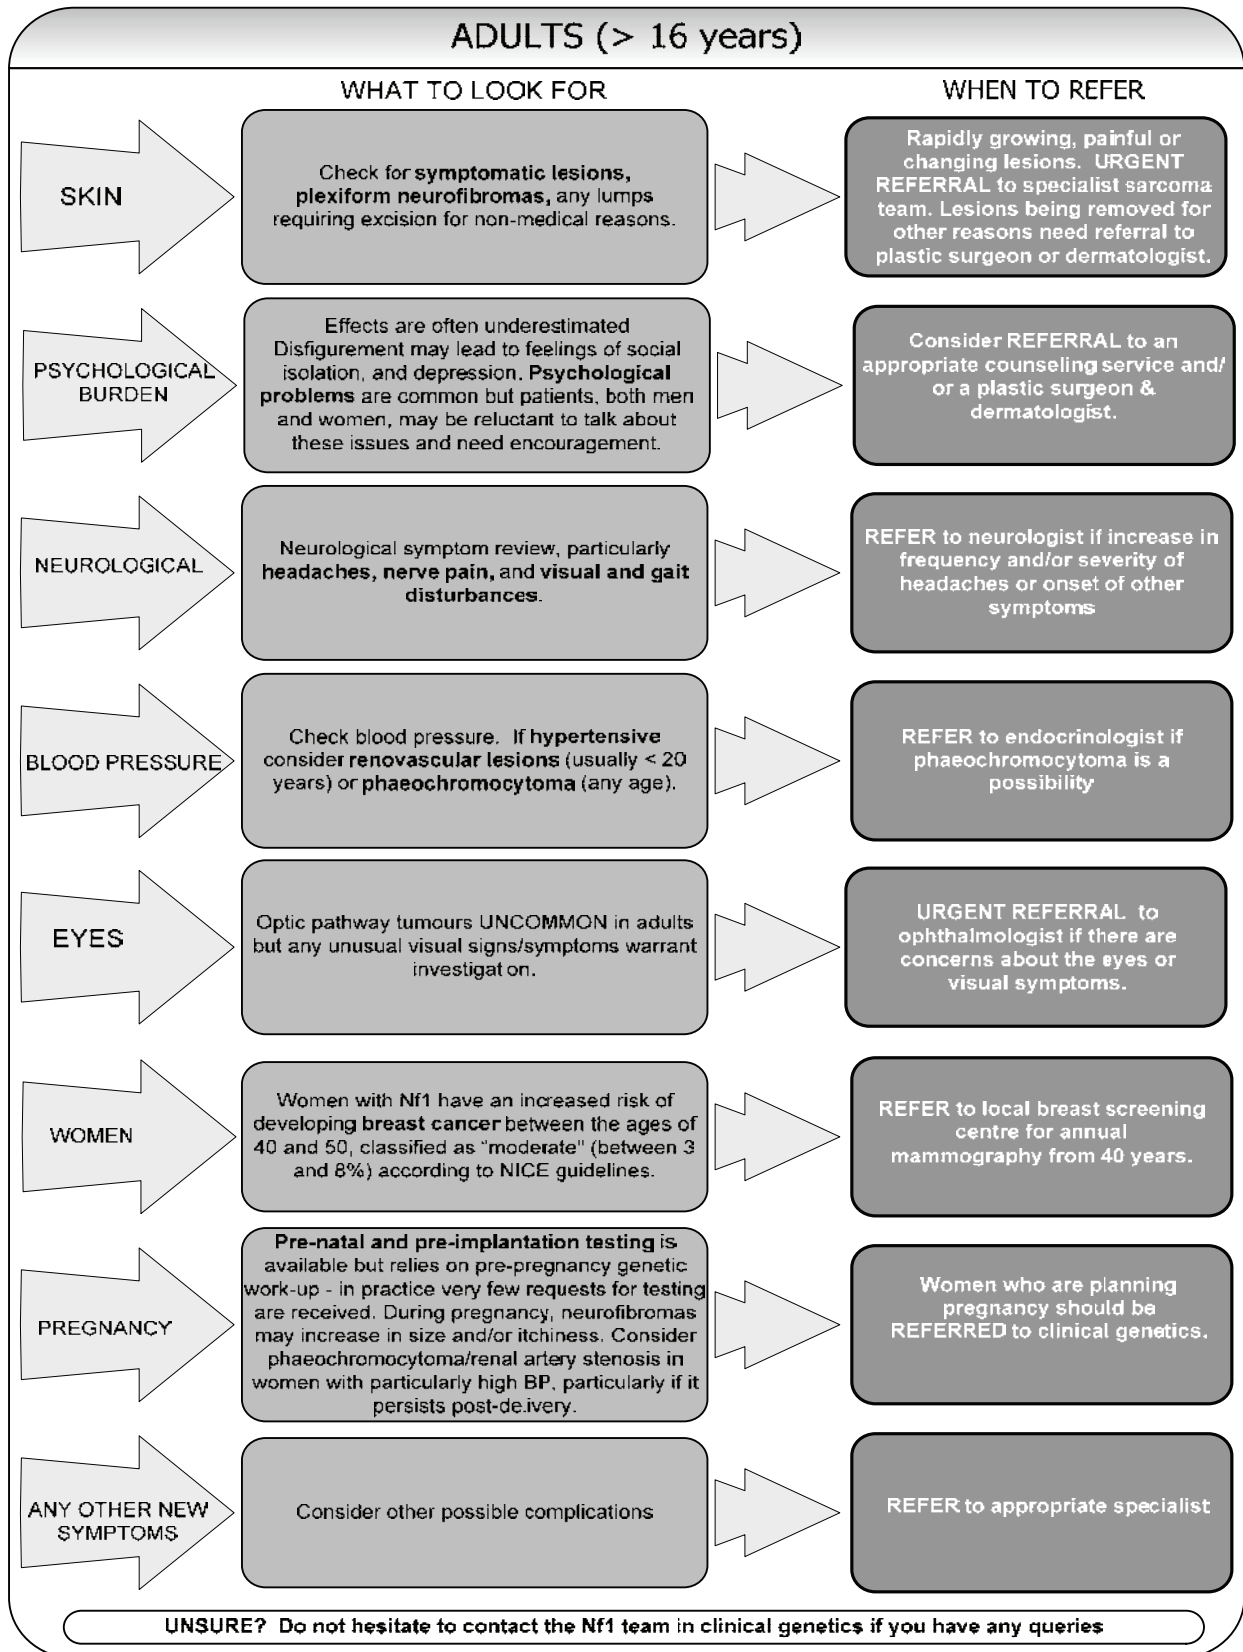 ADULTS (> 16 years)
WHAT TO LOOK FOR
WHEN TO REFER
SKIN
Check for symptomatic lesions,
plexiform neurofibromas, any lumps
requiring excision for non-medical reasons.
Rapidly growing, painful or
changing lesions. URGENT
REFERRAL to specialist sarcoma
team. Lesions being removed for
other reasons need referral to
plastic surgeon or dermatologist.
PSYCHOLOGICAL
BURDEN
Effects are often underestimated
Disfigurement may lead to feelings of social
isolation, and depression. Psychological
problems are common but patients, both men
and women, may be reluctant to talk about
these issues and need encouragement.
Consider REFERRAL to an
appropriate counseling service and/
or a plastic surgeon &
dermatologist.
NEUROLOGICAL
Neurological symptom review, particularly
headaches, nerve pain, and visual and gait
disturbances.
REFER to neurologist if increase in
frequency and/or severity of
headaches or onset of other
symptoms
BLOOD PRESSURE
Check blood pressure. If hypertensive
consider renovascular lesions (usually < 20
years) or phaeochromocytoma (any age).
REFER to endocrinologist if
phaeochromocytoma is a
possibility
EYES
Optic pathway tumours UNCOMMON in adults
but any unusual visual signs/symptoms warrant
investigation.
URGENT REFERRAL to
ophthalmologist if there are
concerns about the eyes or
visual symptoms.
WOMEN
Women with Nf1 have an increased risk of
developing breast cancer between the ages of
40 and 50, classified as "moderate" (between 3
and 8%) according to NICE guidelines.
REFER to local breast screening
centre for annual
mammography from 40 years.
PREGNANCY
Pre-natal and pre-implantation testing is
available but relies on pre-pregnancy genetic
work-up - in practice very few requests for testing
are received. During pregnancy, neurofibromas
may increase in size and/or itchiness. Consider
phaeochromocytoma/renal artery stenosis in
women with particularly high BP, particularly if it
persists post-delivery.
Women who are planning
pregnancy should be
REFERRED to clinical genetics.
ANY OTHER NEW
SYMPTOMS
Consider other possible complications
REFER to appropriate specialist
UNSURE? Do not hesitate to contact the Nf1 team in clinical genetics if you have any queries